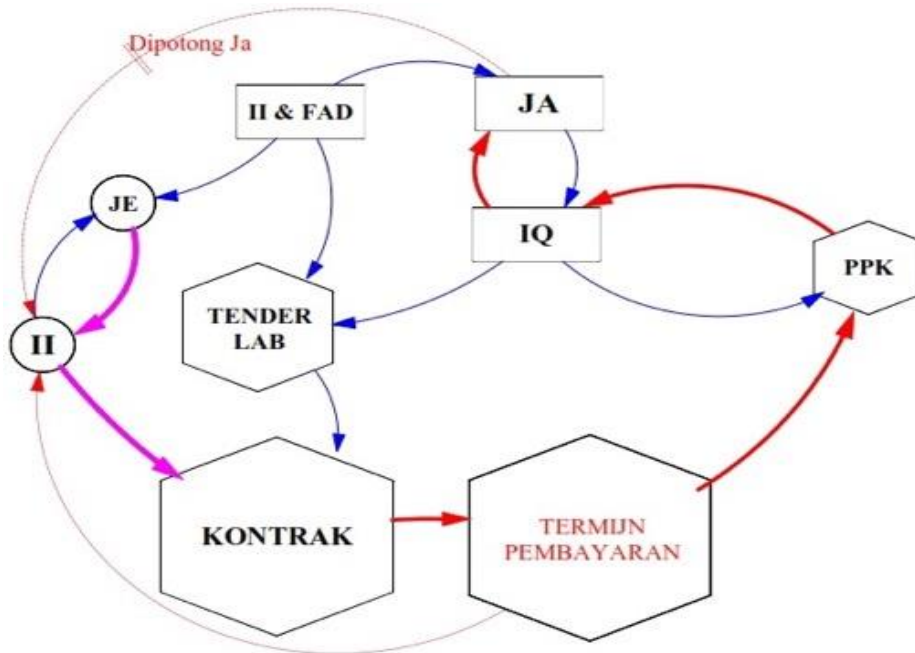 Dipotong Ja
II & FAD
JA
JE
IQ
PPK
TENDER
LAB
II
KONTRAK
TERMIJN
PEMBAYARAN